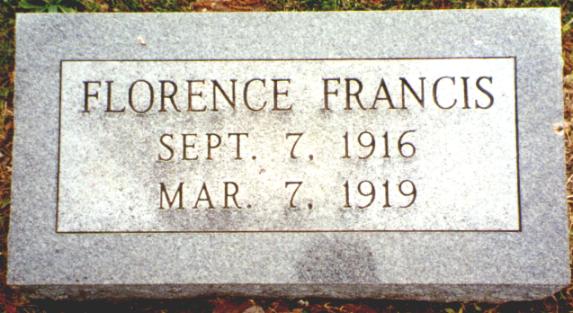 FLORENCE FRANCIS
SEPT. 7, 1916
MAR. 7, 1919